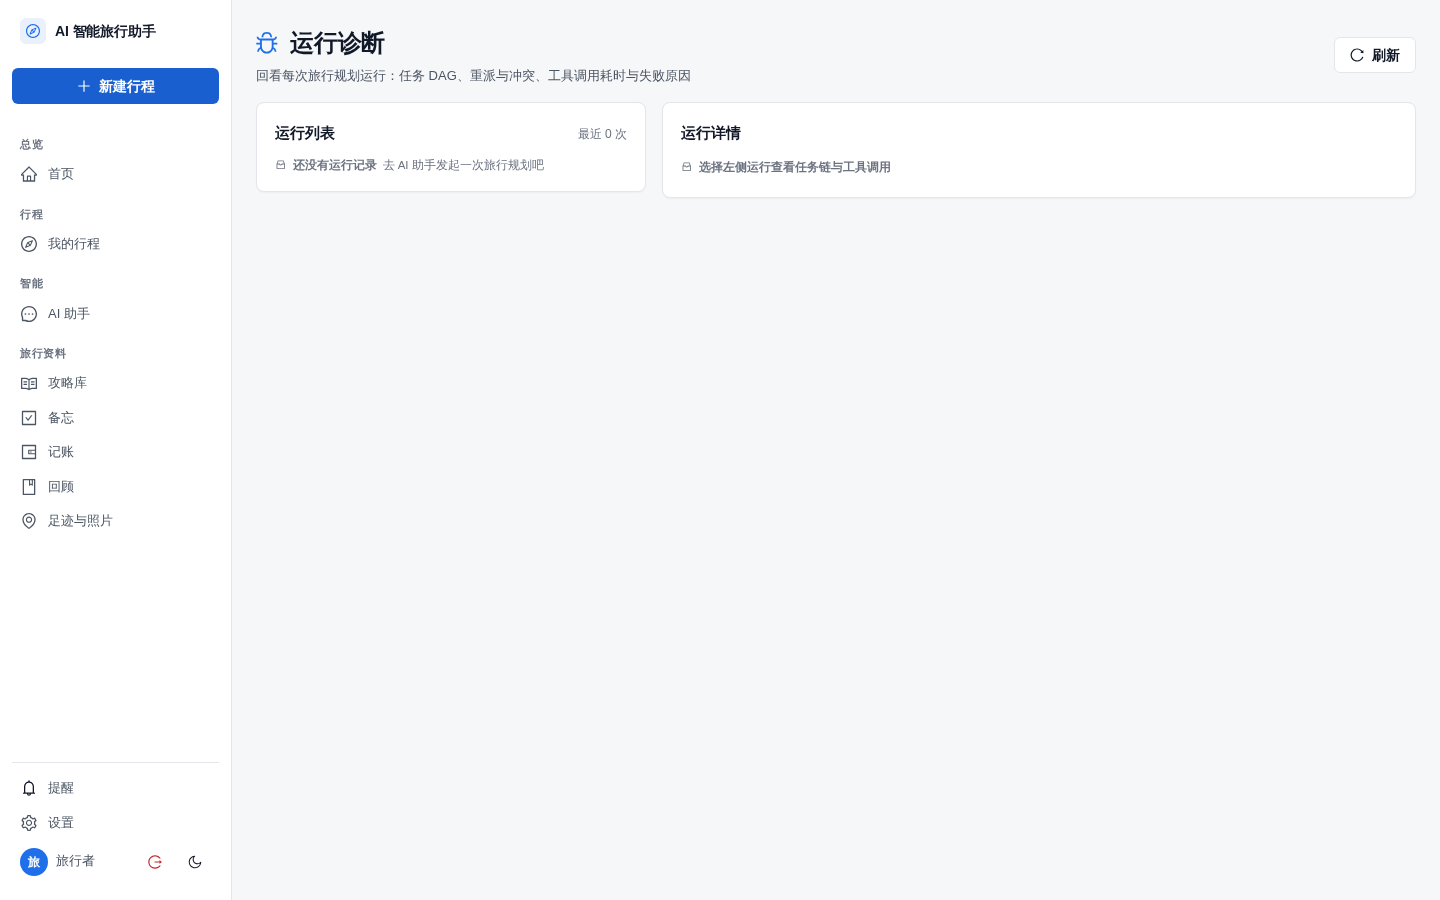 AI 智能旅行助手
新建行程
总览
首页
行程
我的行程
智能
AI 助手
旅行资料
攻略库
备忘
记账
回顾
足迹与照片
提醒
设置
旅 旅行者
运行诊断
回看每次旅行规划运行：任务 DAG、重派与冲突、工具调用耗时与失败原因
刷新
运行列表 最近 0 次
还没有运行记录 去 AI 助手发起一次旅行规划吧
运行详情
选择左侧运行查看任务链与工具调用